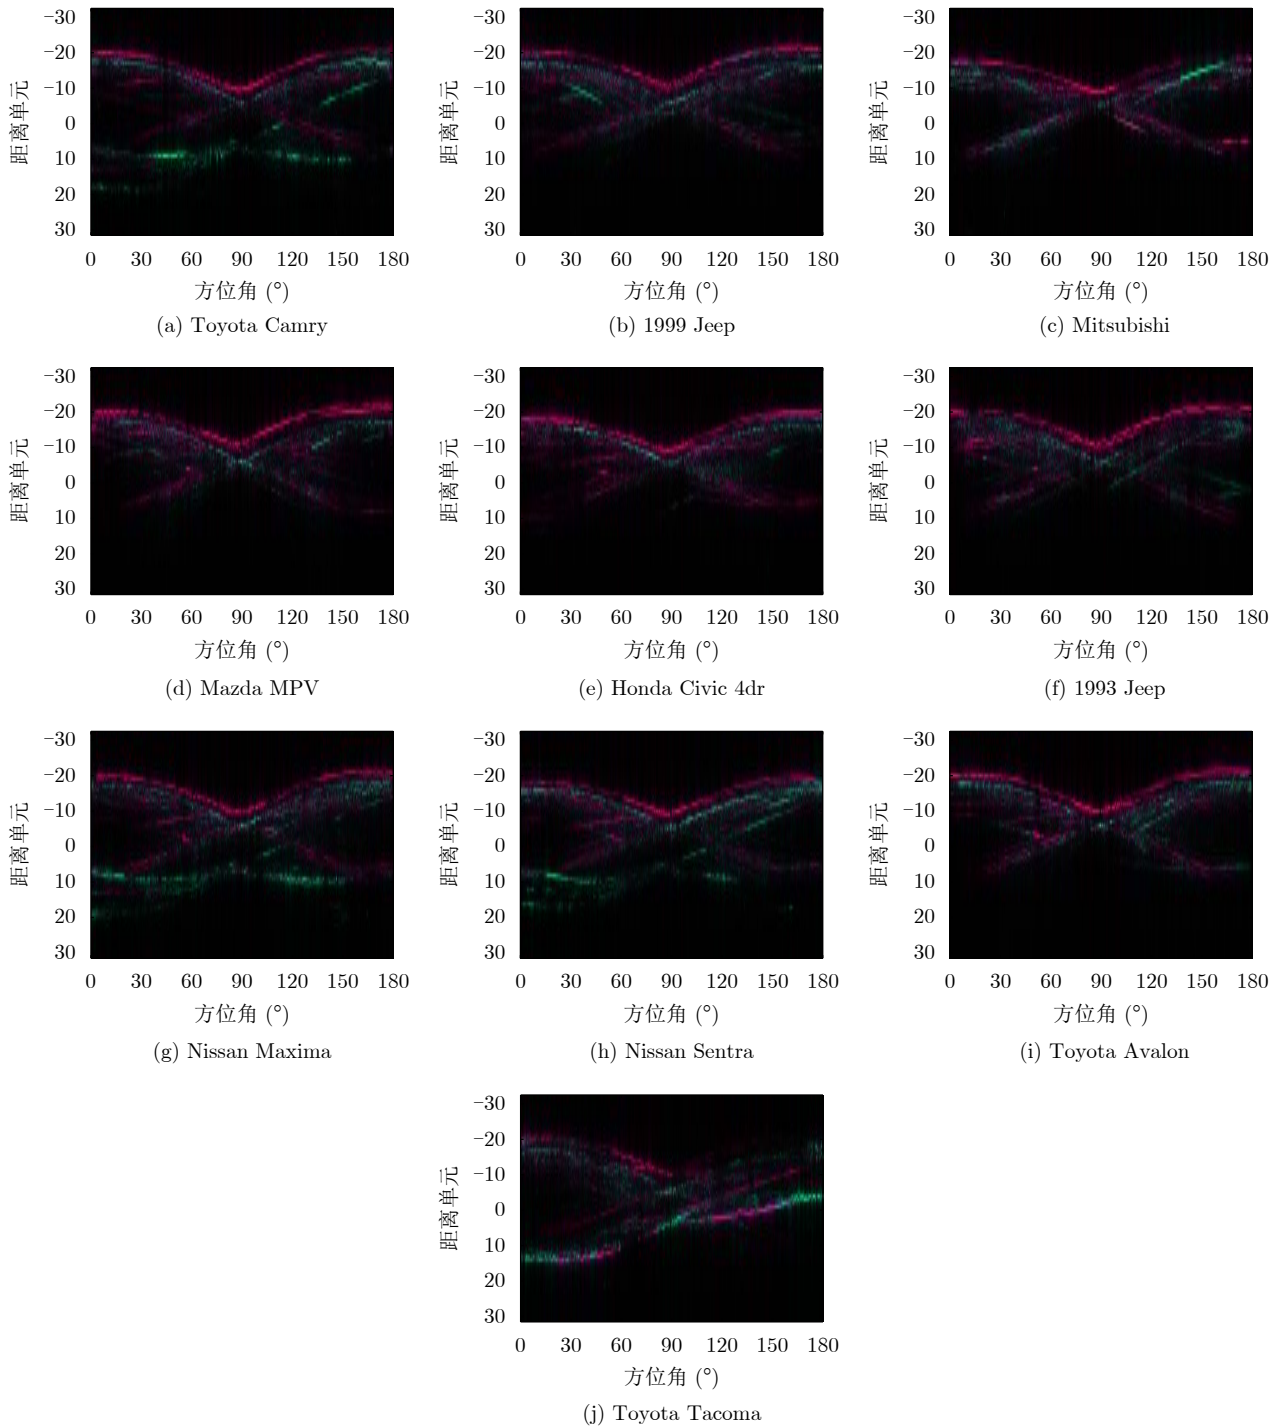 −30 −30 −30
−20 −20 −20
−10 −10 −10
0 0 0
10 10 10
20 20 20
30 30 30
距离单元 距离单元 距离单元
0 30 60 90 120 150 180 0 30 60 90 120 150 180 0 30 60 90 120 150 180
方位角 (°) 方位角 (°) 方位角 (°)
(a) Toyota Camry (b) 1999 Jeep (c) Mitsubishi
−30 −30 −30
−20 −20 −20
−10 −10 −10
0 0 0
10 10 10
20 20 20
30 30 30
距离单元 距离单元 距离单元
0 30 60 90 120 150 180 0 30 60 90 120 150 180 0 30 60 90 120 150 180
方位角 (°) 方位角 (°) 方位角 (°)
(d) Mazda MPV (e) Honda Civic 4dr (f) 1993 Jeep
−30 −30 −30
−20 −20 −20
−10 −10 −10
0 0 0
10 10 10
20 20 20
30 30 30
距离单元 距离单元 距离单元
0 30 60 90 120 150 180 0 30 60 90 120 150 180 0 30 60 90 120 150 180
方位角 (°) 方位角 (°) 方位角 (°)
(g) Nissan Maxima (h) Nissan Sentra (i) Toyota Avalon
−30
−20
−10
0
10
20
30
距离单元
0 30 60 90 120 150 180
方位角 (°)
(j) Toyota Tacoma